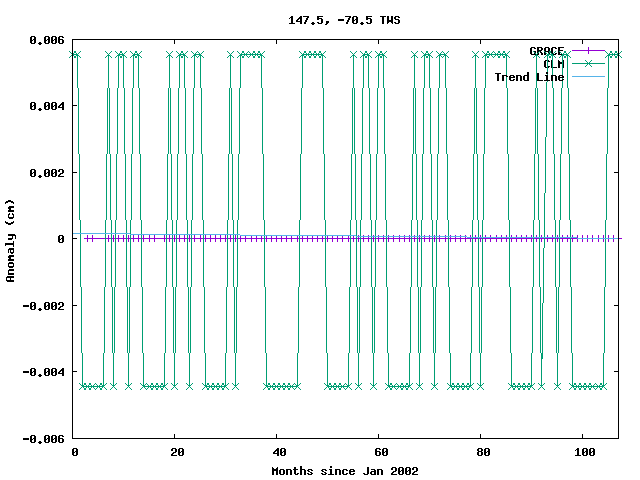 147.5, -70.5 TWS
0.006
0.004
0.002
0
-0.002
-0.004
-0.006
Anomaly (cm)
GRACE
CLM
Trend Line
0 20 40 60 80 100
Months since Jan 2002